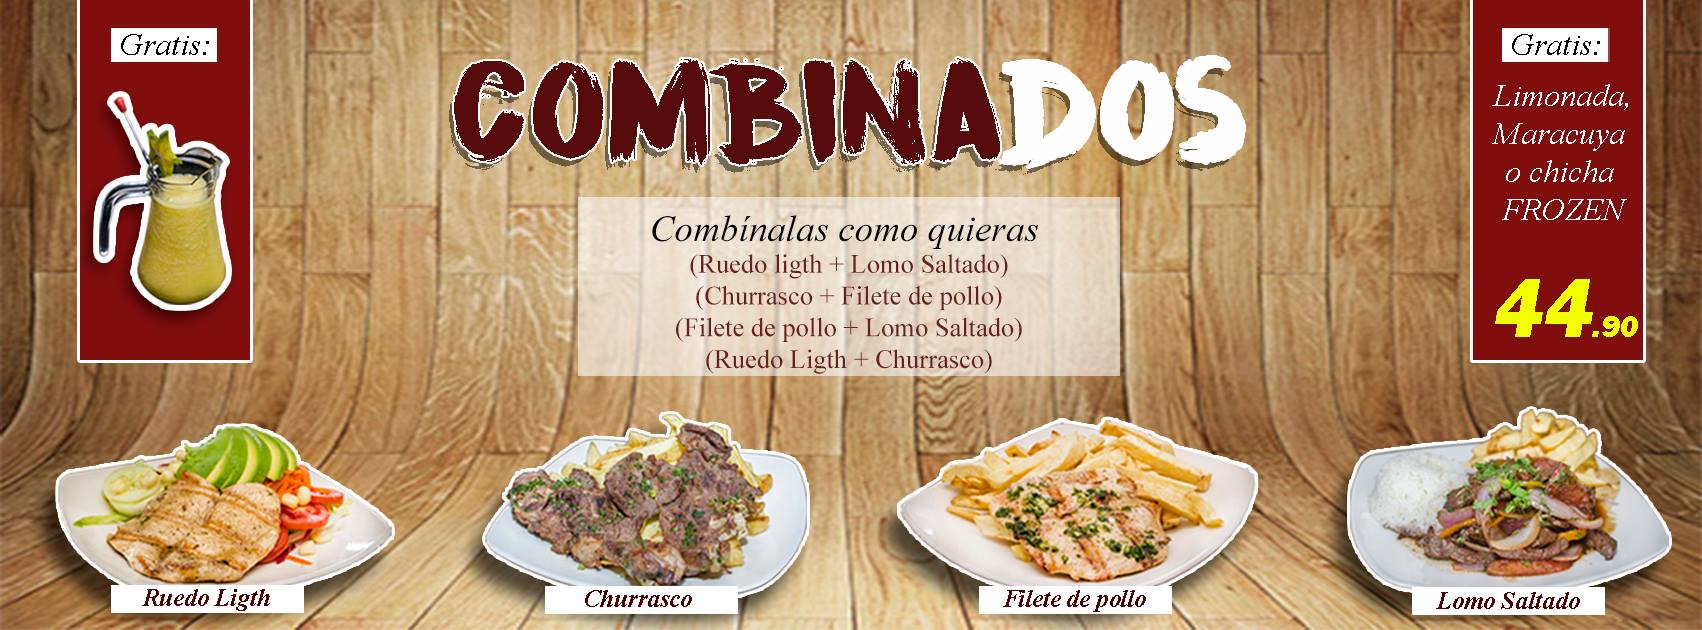 Gratis:
COMBINADOS
Combínalas como quieras
(Ruedo ligth + Lomo Saltado)
(Churrasco + Filete de pollo)
(Filete de pollo + Lomo Saltado)
(Ruedo Ligth + Churrasco)
Gratis:
Limonada,
Maracuya
o chicha
FROZEN
44.90
Ruedo Ligth
Churrasco
Filete de pollo
Lomo Saltado